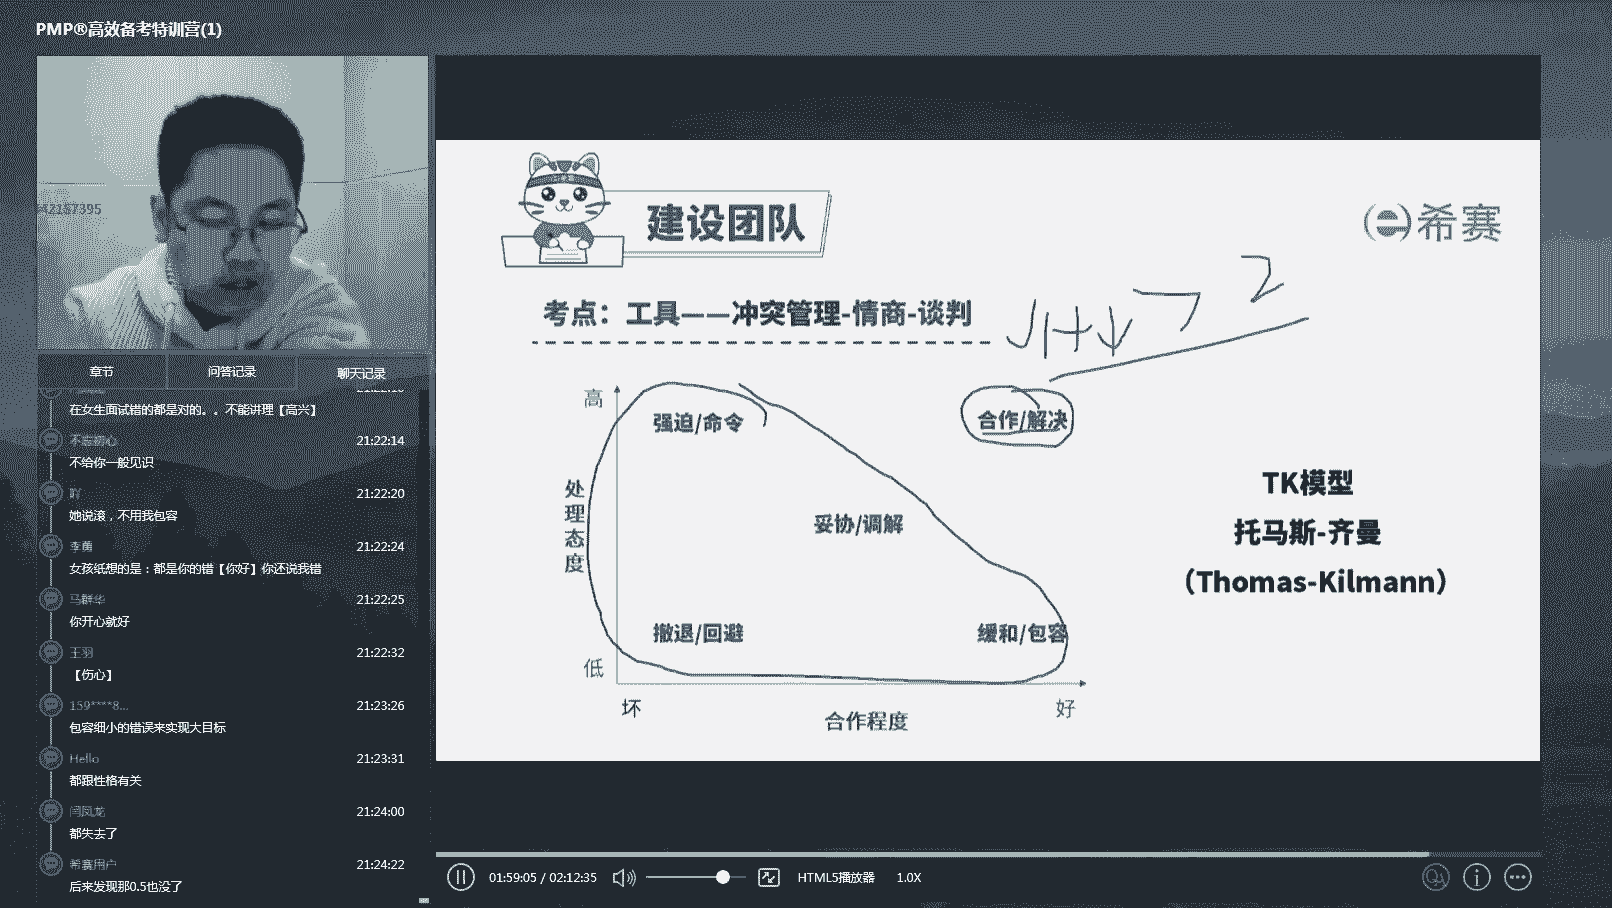 PMP®高效备考特训营(1)
章节
问答记录
聊天记录
在女生面试错的都是对的。。不能讲理【高兴】
不忘初心
21:22:14
不给你一般见识
21:22:20
她说滚，不用我包容
李茵
21:22:24
女孩纸想的是：都是你的错【你好】你还说我错
马群华
21:22:25
你开心就好
王羽
21:22:32
【伤心】
159****8...
21:23:26
包容细小的错误来实现大目标
Hello
21:23:31
都跟性格有关
闫凤龙
21:24:00
都失去了
希赛用户
21:24:22
后来发现那0.5也没了
建设团队
希赛
考点：工具——冲突管理-情商-谈判
1+1>2
高
强迫/命令
合作/解决
处理态度
妥协/调解
撤退/回避
缓和/包容
低
坏
合作程度
好
TK模型
托马斯-齐曼
（Thomas-Kilmann）
01:59:05 / 02:12:35
HTML5播放器
1.0X